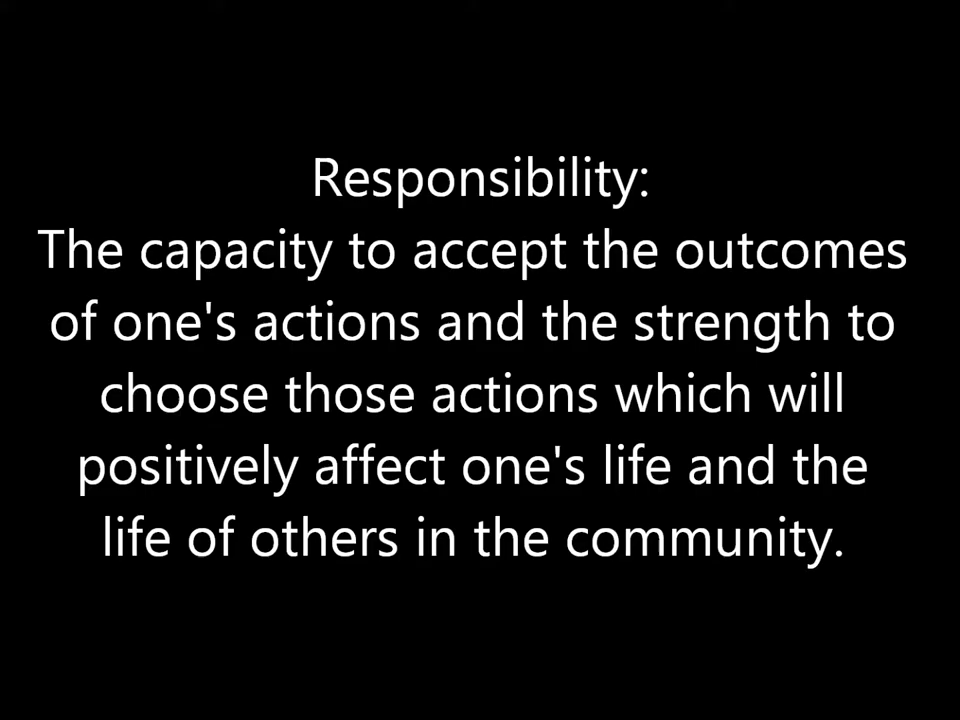 Responsibility:
The capacity to accept the outcomes
of one's actions and the strength to
choose those actions which will
positively affect one's life and the
life of others in the community.